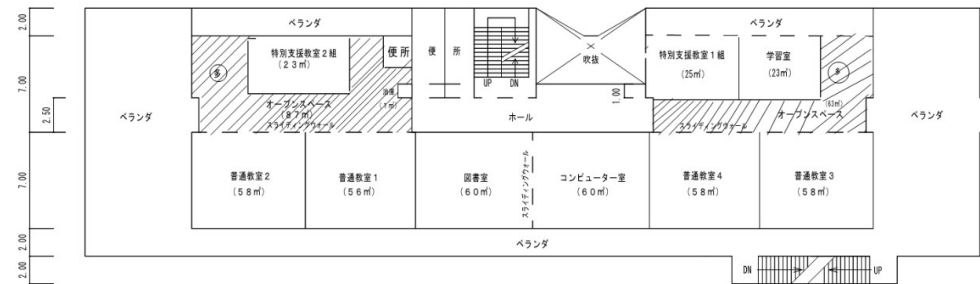 2.00
7.00
2.50
7.00
2.00
2.00
ベランダ
特別支援教室2組
(23㎡)
便所
便 所
多
UP DN
吹抜
1.00
ベランダ
特別支援教室1組
(25㎡)
学習室
(23㎡)
多
(63㎡)
ベランダ
オープンスペース
(87㎡)
スライディングウォール
ホール
スライディングウォール
オープンスペース
ベランダ
普通教室2
(58㎡)
普通教室1
(56㎡)
図書室
(60㎡)
スライディングウォール
コンピューター室
(60㎡)
普通教室4
(58㎡)
普通教室3
(58㎡)
ベランダ
DN
UP